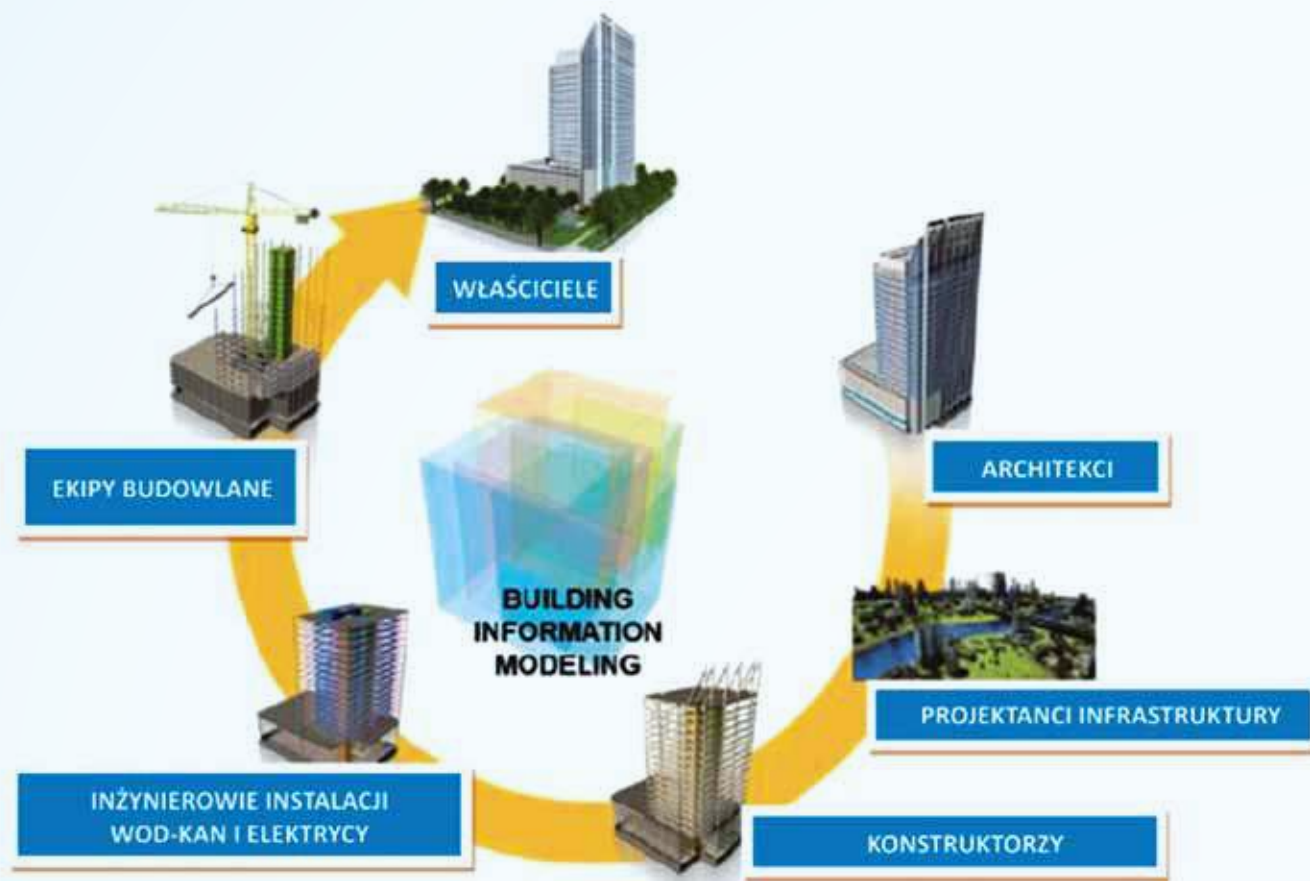 WŁAŚCICIELE
ARCHITEKCI
EKIPY BUDOWLANE
BUILDING
INFORMATION
MODELING
PROJEKTANCI INFRASTRUKTURY
INŻYNIEROWIE INSTALACJI
WOD-KAN I ELEKTRYCY
KONSTRUKTORZY